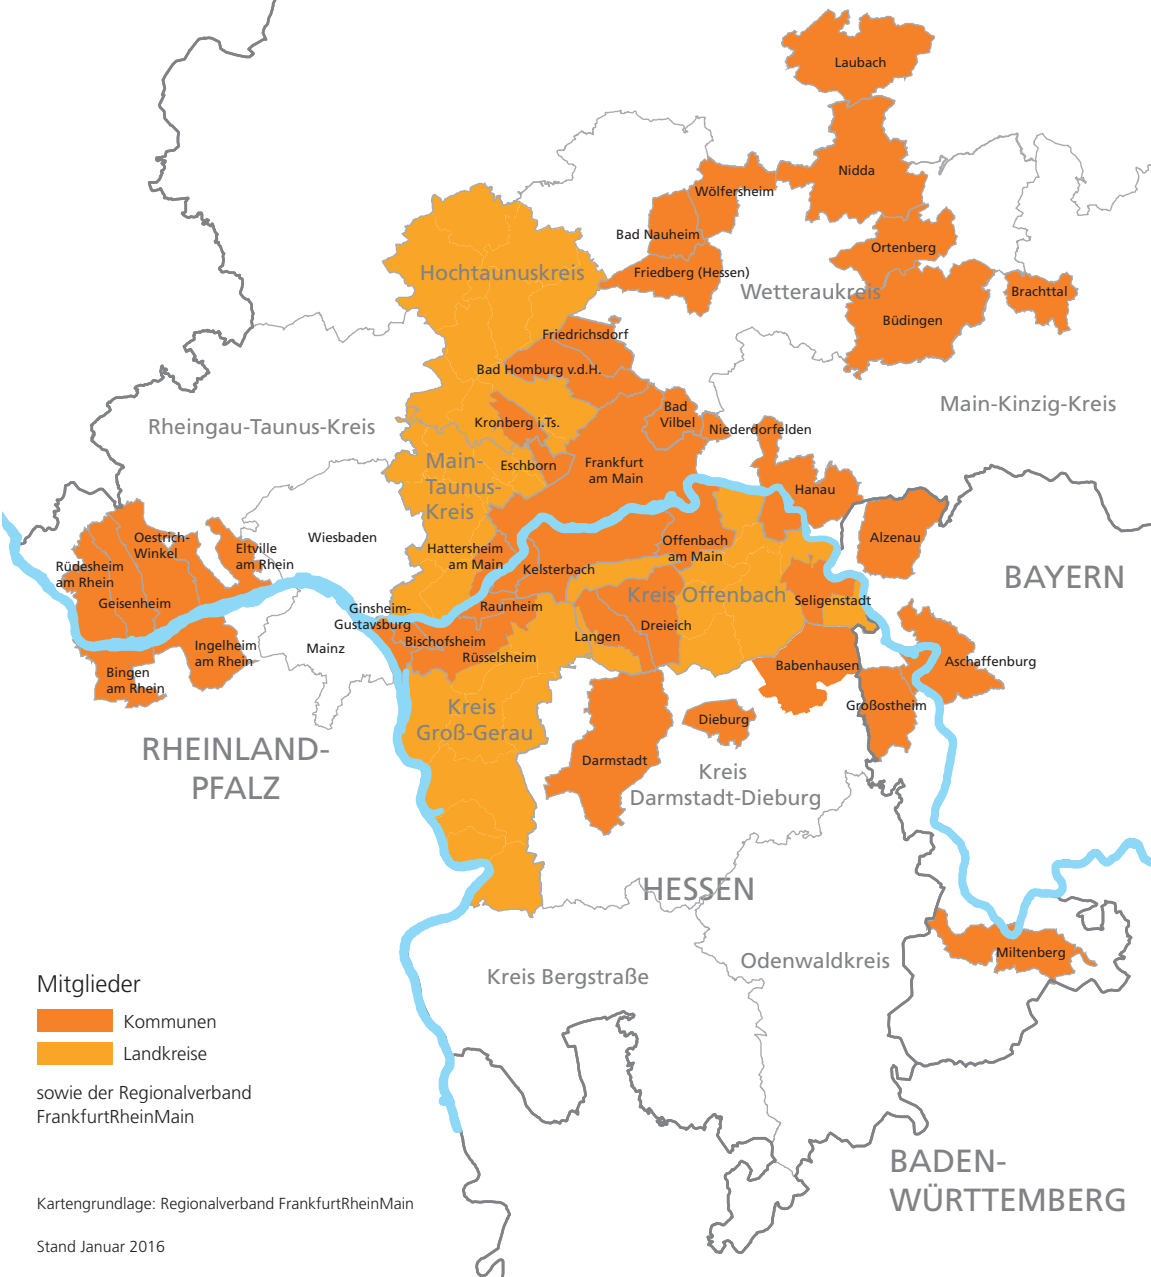 Laubach
Nidda
Wölfersheim
Bad Nauheim
Ortenberg
Friedberg (Hessen)
Hochtaunuskreis
Wetteraukreis
Brachttal
Büdingen
Friedrichsdorf
Bad Homburg v.d.H.
Main-Kinzig-Kreis
Bad
Vilbel
Kronberg i.Ts.
Rheingau-Taunus-Kreis
Niederdorfelden
Main-
Taunus-
Kreis
Eschborn
Frankfurt
am Main
Hanau
Oestrich-
Winkel
Wiesbaden
Alzenau
Eltville
am Rhein
Hattersheim
am Main
Offenbach
am Main
Rüdesheim
am Rhein
Kelsterbach
BAYERN
Geisenheim
Kreis Offenbach
Seligenstadt
Ginsheim-
Gustavsburg
Raunheim
Dreieich
Langen
Bischofsheim
Rüsselsheim
Ingelheim
am Rhein
Mainz
Bingen
am Rhein
Babenhausen
Aschaffenburg
Kreis
Groß-Gerau
Großostheim
Dieburg
RHEINLAND-
PFALZ
Darmstadt
Kreis
Darmstadt-Dieburg
HESSEN
Miltenberg
Odenwaldkreis
Kreis Bergstraße
Mitglieder
Kommunen
Landkreise
sowie der Regionalverband
FrankfurtRheinMain
BADEN-
WÜRTTEMBERG
Kartengrundlage: Regionalverband FrankfurtRheinMain
Stand Januar 2016